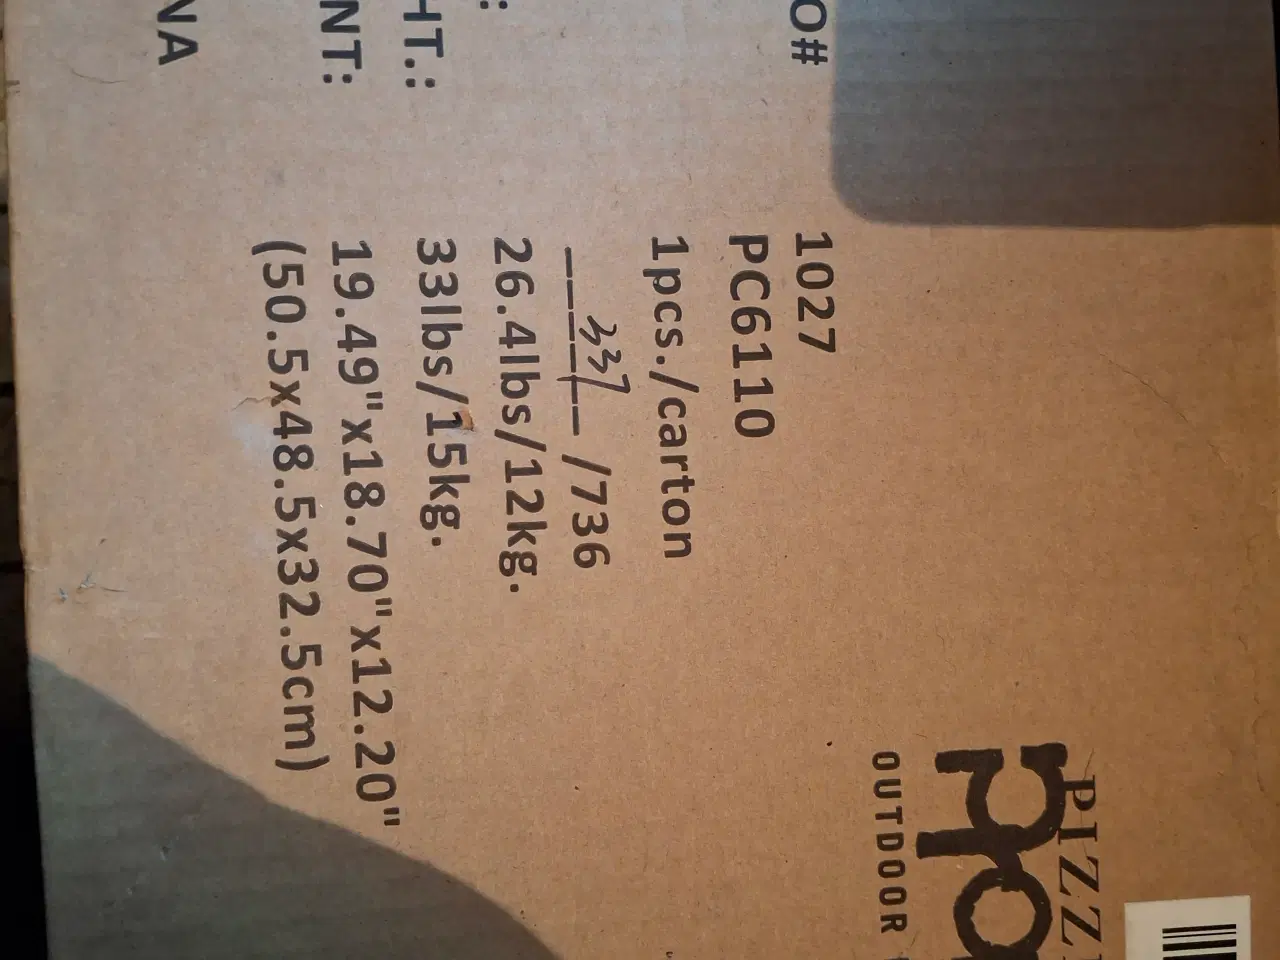 PIZZ
OUTDOOR
O# 1027
PC6110
1pcs./carton
: 337 /736
26.4lbs/12kg.
HT.: 33lbs/15kg.
NT: 19.49"x18.70"x12.20"
(50.5x48.5x32.5cm)
NA